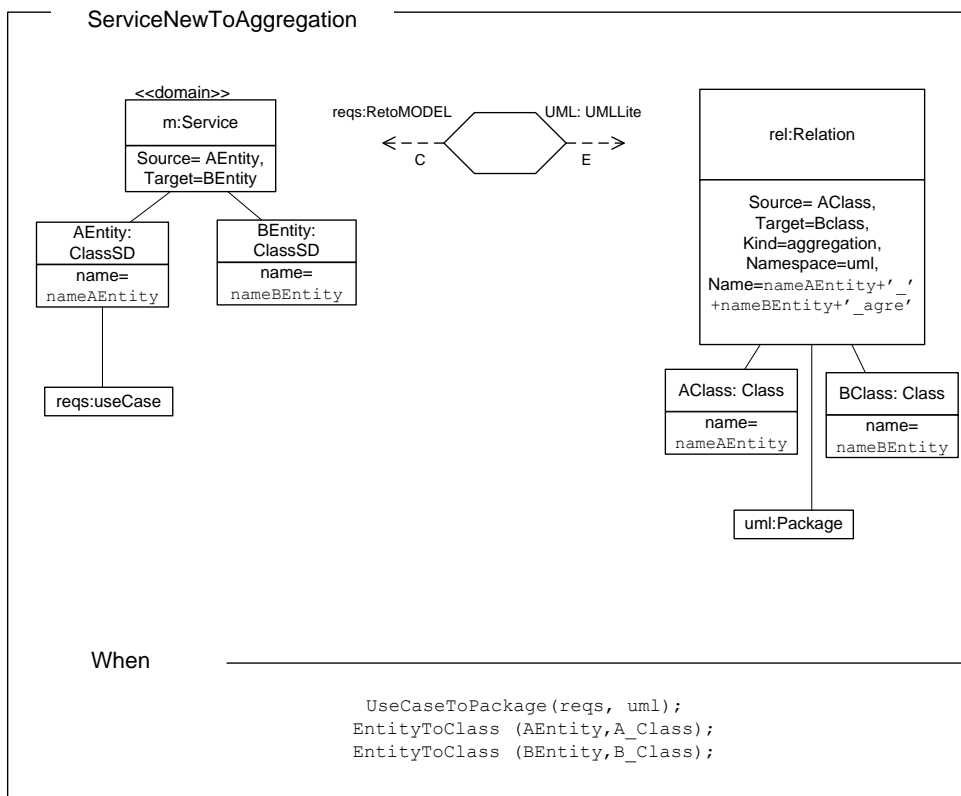 ServiceNewToAggregation
<<domain>>
m:Service
Source= AEntity,
Target=BEntity
AEntity:
ClassSD
name=
nameAEntity
BEntity:
ClassSD
name=
nameBEntity
reqs:useCase
reqs:RetoMODEL
UML: UMLLite
C
E
rel:Relation
Source= AClass,
Target=Bclass,
Kind=aggregation,
Namespace=uml,
Name=nameAEntity+’_’
+nameBEntity+’_agre’
AClass: Class
name=
nameAEntity
BClass: Class
name=
nameBEntity
uml:Package
When
UseCaseToPackage(reqs, uml);
EntityToClass (AEntity,A_Class);
EntityToClass (BEntity,B_Class);